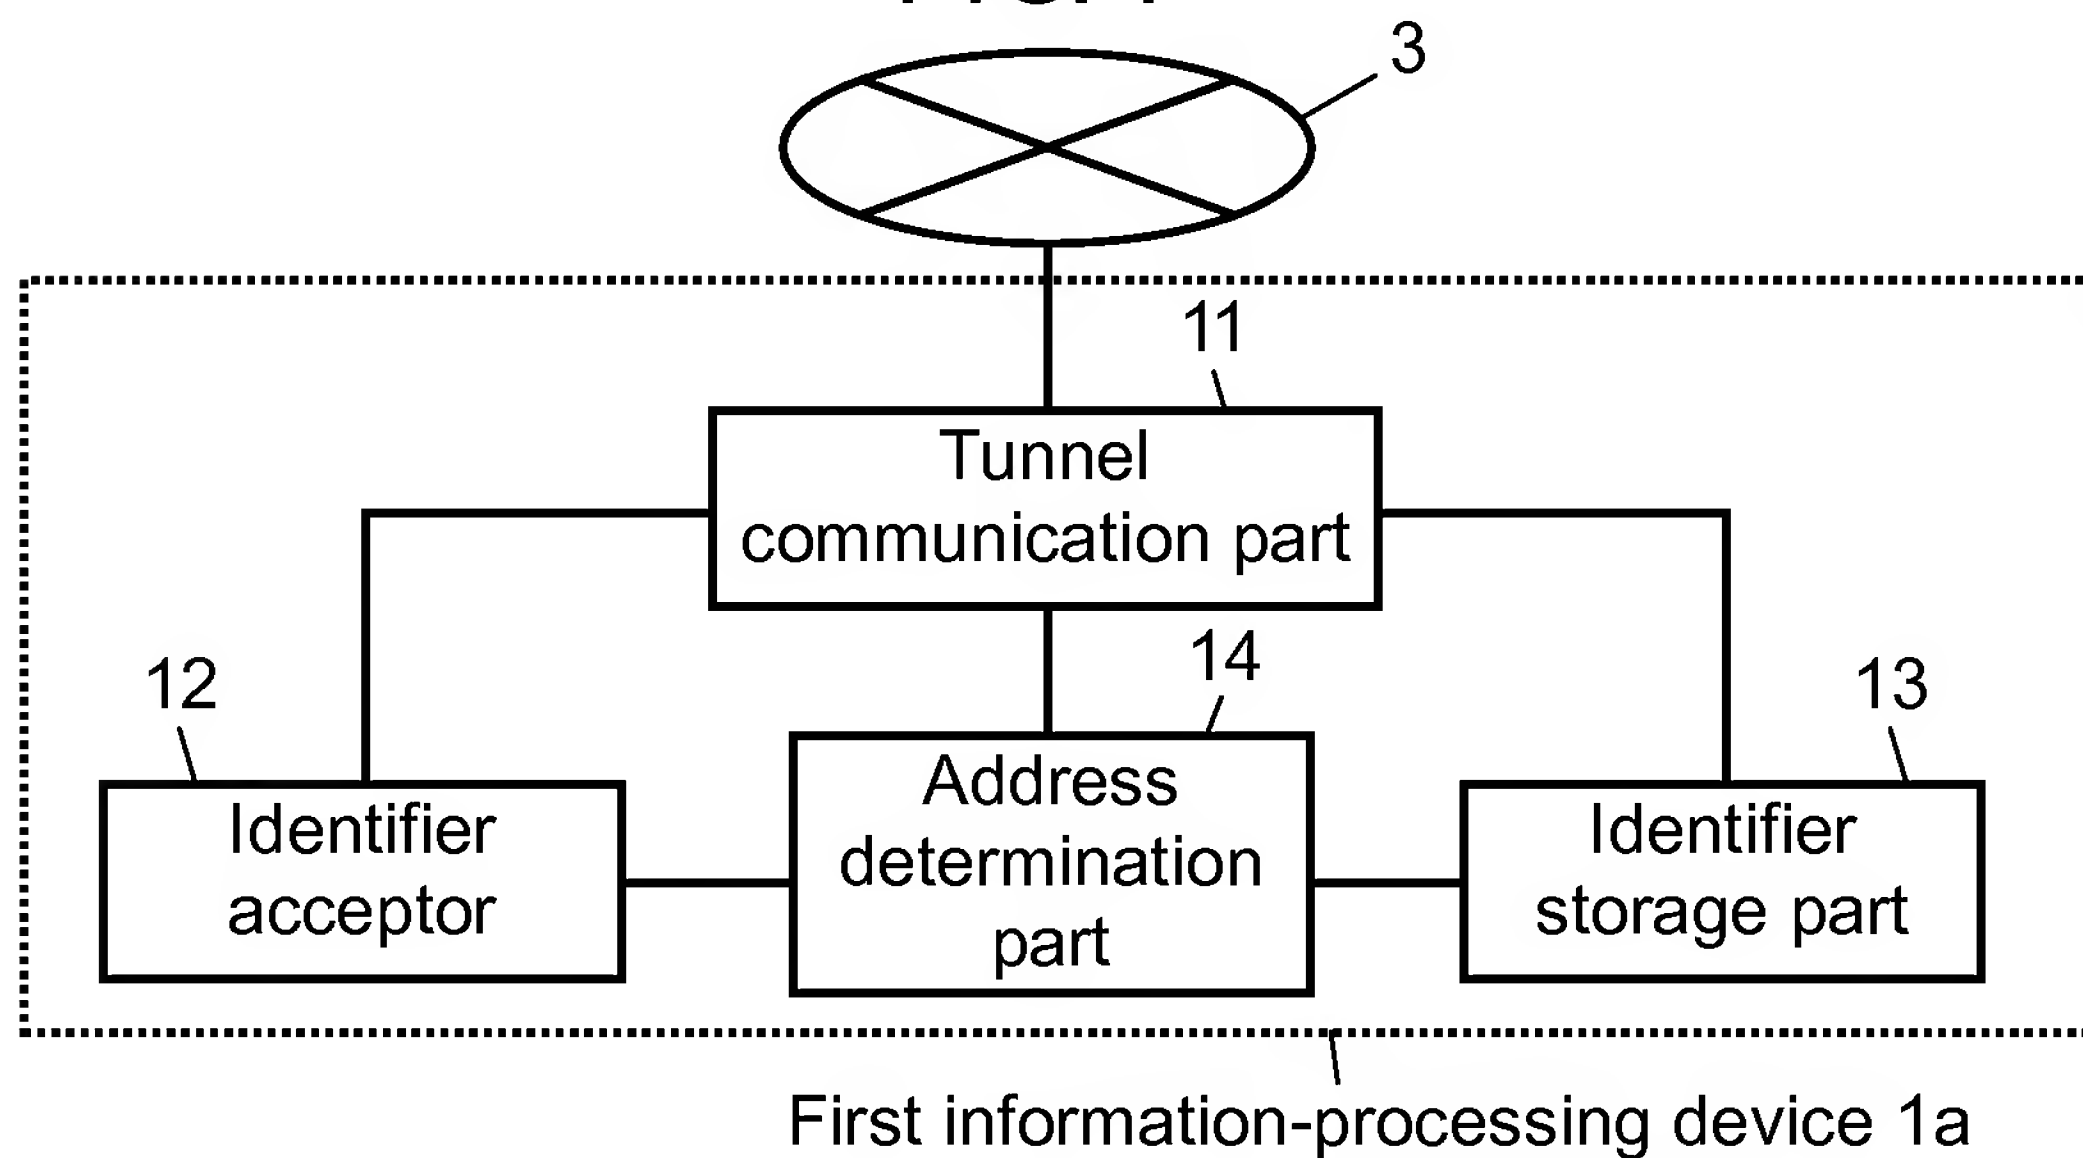 3
11
Tunnel
communication part
12
14
13
Identifier
acceptor
Address
determination
part
Identifier
storage part
First information-processing device 1a